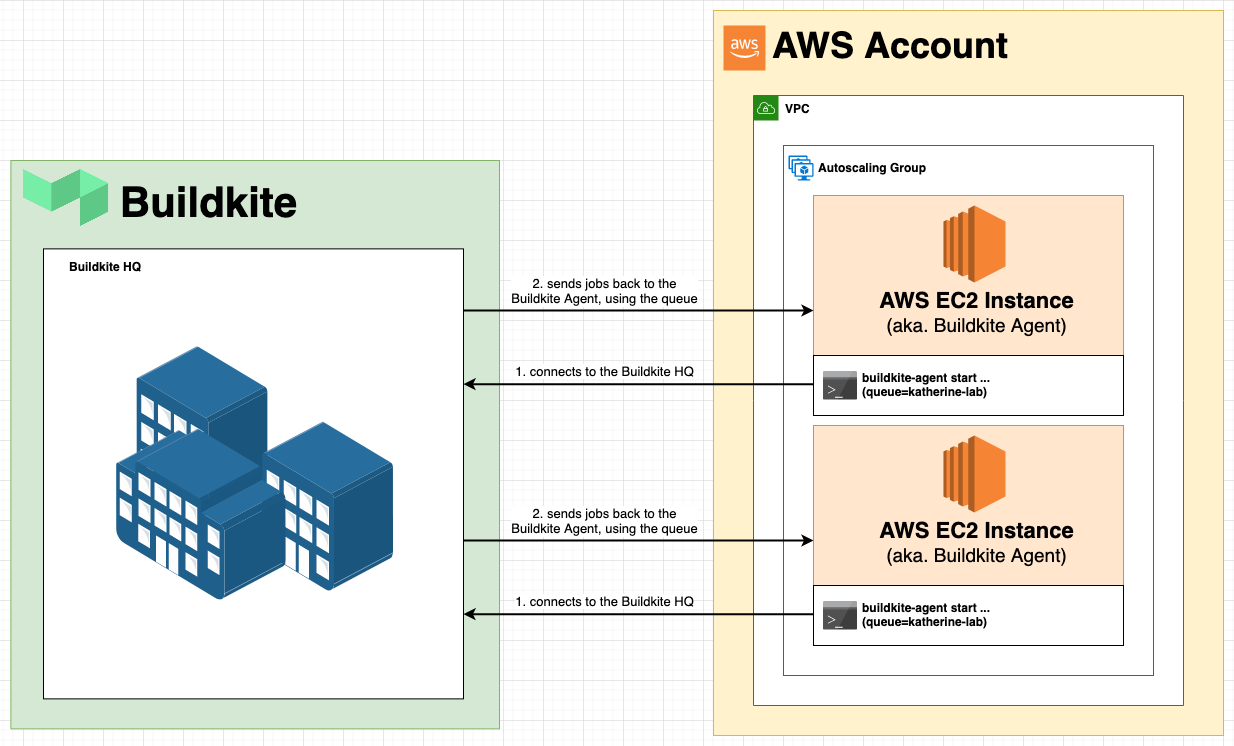 aws
AWS Account
VPC
Autoscaling Group
Buildkite
Buildkite HQ
2. sends jobs back to the
Buildkite Agent, using the queue
AWS EC2 Instance
(aka. Buildkite Agent)
1. connects to the Buildkite HQ
>_
buildkite-agent start ...
(queue=katherine-lab)
2. sends jobs back to the
Buildkite Agent, using the queue
AWS EC2 Instance
(aka. Buildkite Agent)
1. connects to the Buildkite HQ
>_
buildkite-agent start ...
(queue=katherine-lab)